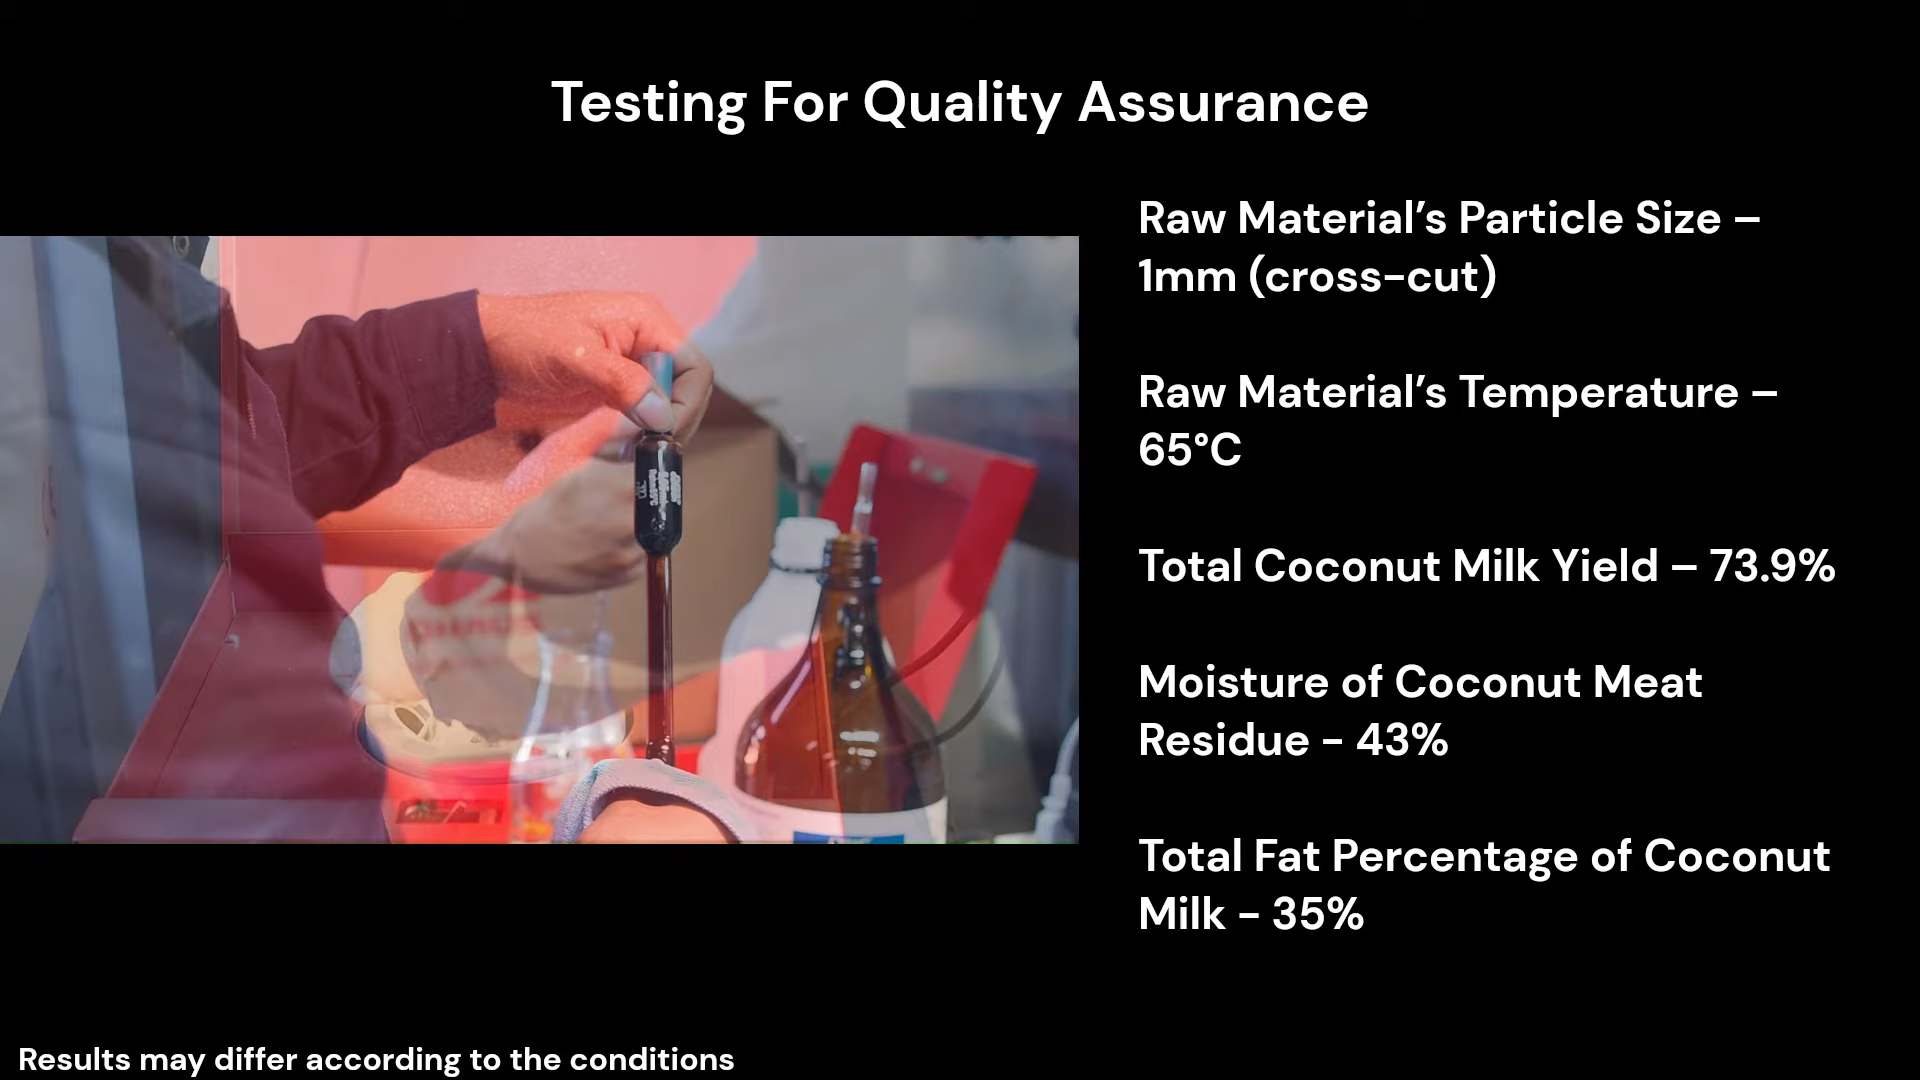 Testing For Quality Assurance
Raw Material’s Particle Size –
1mm (cross-cut)
Raw Material’s Temperature –
65°C
Total Coconut Milk Yield – 73.9%
Moisture of Coconut Meat
Residue - 43%
Total Fat Percentage of Coconut
Milk - 35%
Results may differ according to the conditions